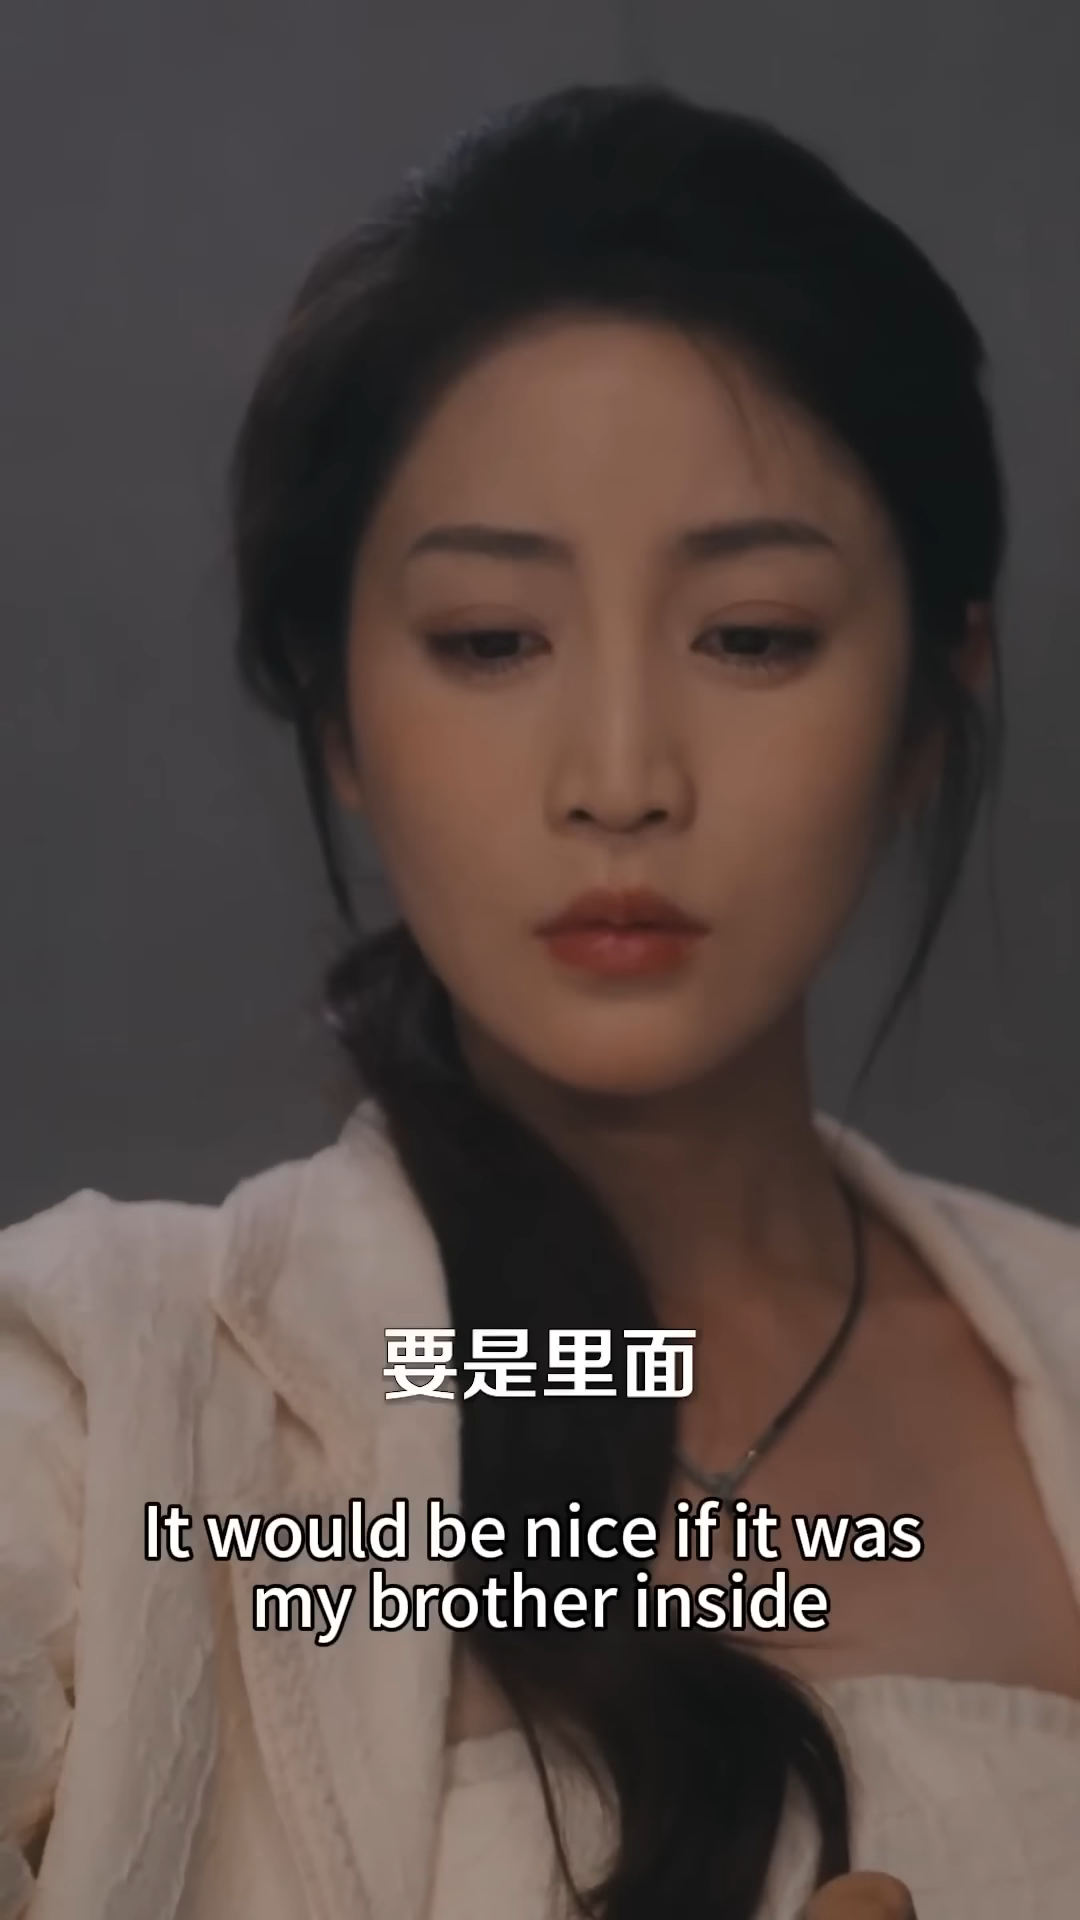 要是里面
It would be nice if it was
my brother inside